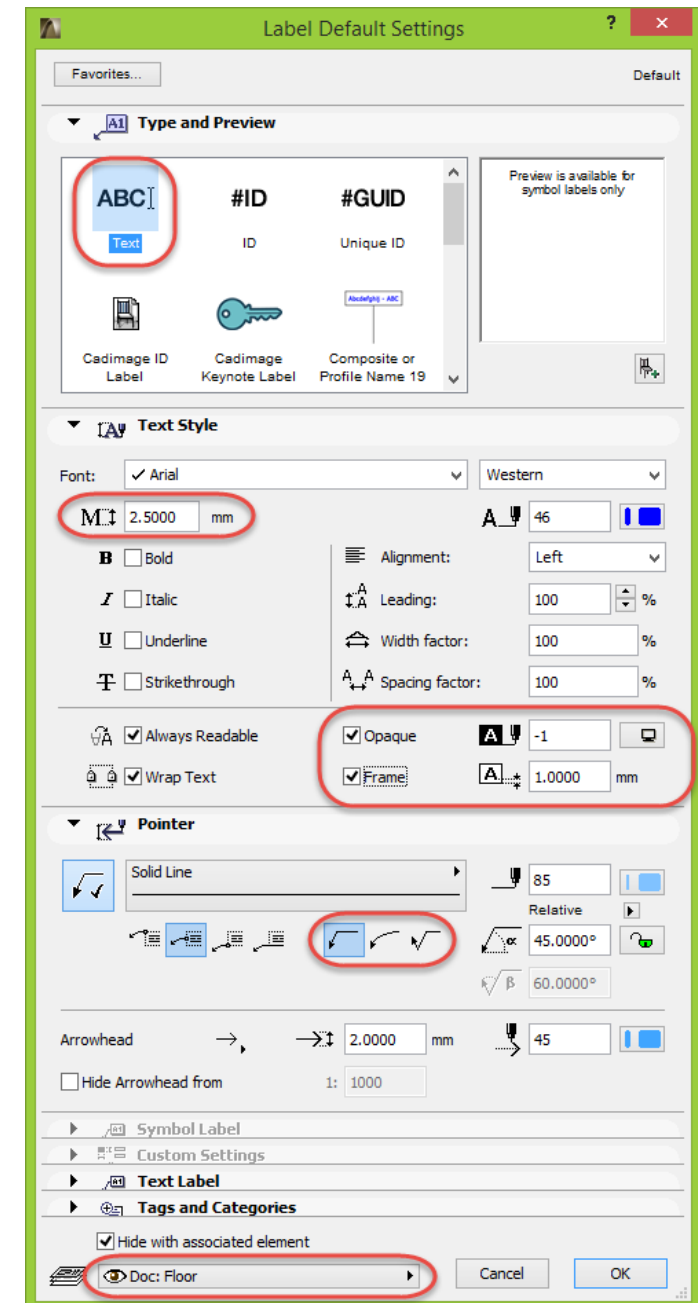 Label Default Settings ? ×
Favorites... Default
A1 Type and Preview
ABC #ID #GUID
Text ID Unique ID
Preview is available for
symbol labels only
Abcdefghij - ABC
Cadimage ID
Label
Cadimage
Keynote Label
Composite or
Profile Name 19
Text Style
Font: Arial Western
M 2.5000 mm A 46
B Bold Alignment: Left
I Italic A A Leading: 100 %
U Underline Width factor: 100 %
T Strikethrough A A Spacing factor: 100 %
Always Readable Opaque A -1
Wrap Text Frame A 1.0000 mm
Pointer
Solid Line 85
Relative
α 45.0000°
β 60.0000°
Arrowhead 2.0000 mm 45
Hide Arrowhead from 1: 1000
A1 Symbol Label
Custom Settings
A1 Text Label
Tags and Categories
Hide with associated element
Doc: Floor Cancel OK